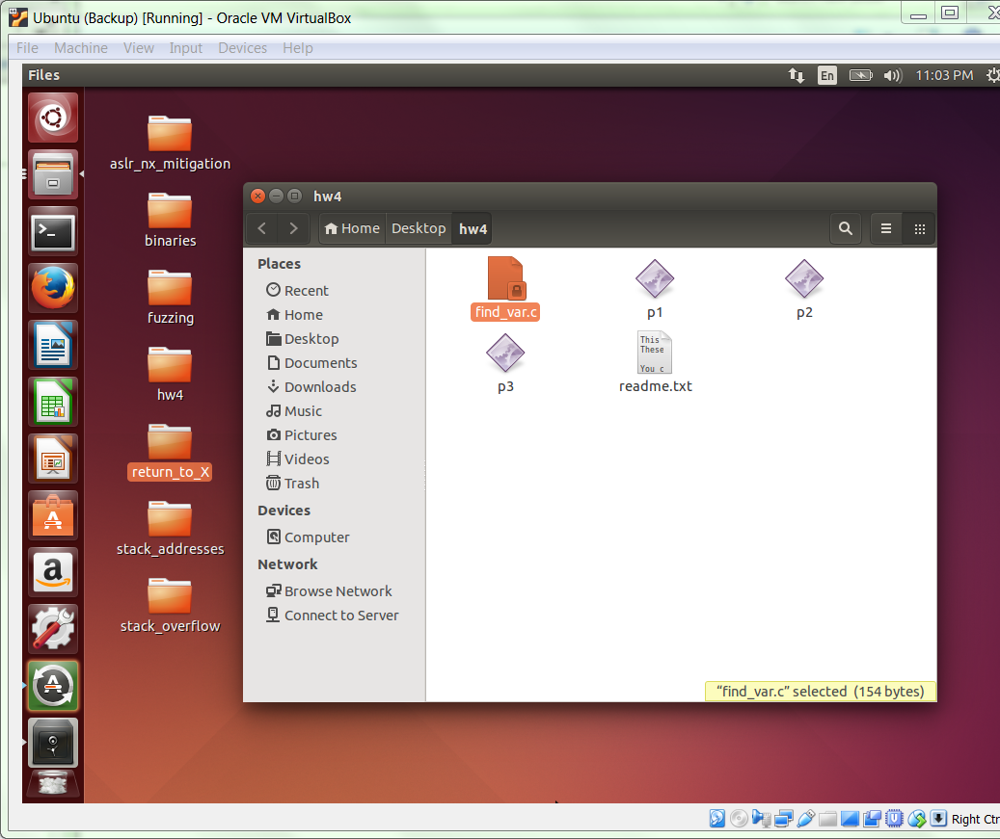 Ubuntu (Backup) [Running] - Oracle VM VirtualBox
File Machine View Input Devices Help
Files En 11:03 PM
aslr_nx_mitigation
binaries
fuzzing
hw4
return_to_X
stack_addresses
stack_overflow
hw4
Home Desktop hw4
Places
Recent
Home
Desktop
Documents
Downloads
Music
Pictures
Videos
Trash
Devices
Computer
Network
Browse Network
Connect to Server
find_var.c p1 p2
This
These
You c
p3 readme.txt
"find_var.c" selected (154 bytes)
Right Ctr